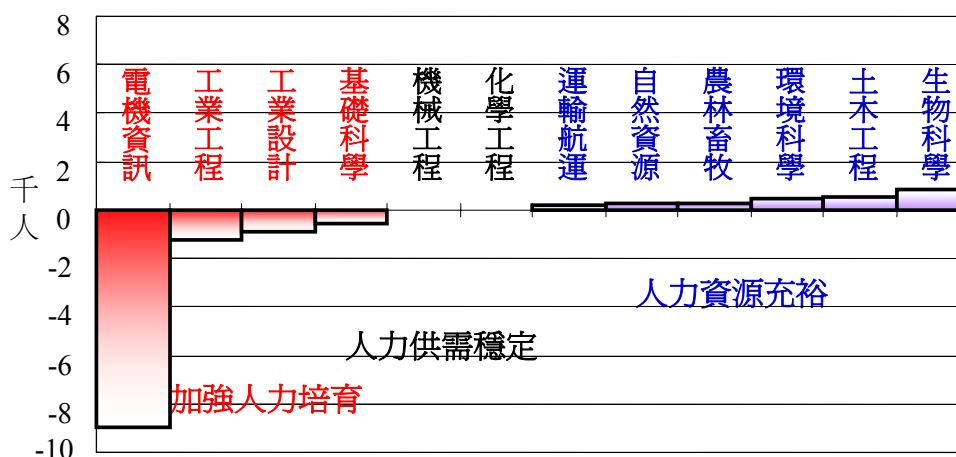 8
6
4
2
0
-2
-4
-6
-8
-10
千人
電機資訊
工業工程
工業設計
基礎科學
機械工程
化學工程
運輸航運
自然資源
農林畜牧
環境科學
土木工程
生物科學
人力資源充裕
人力供需穩定
加強人力培育